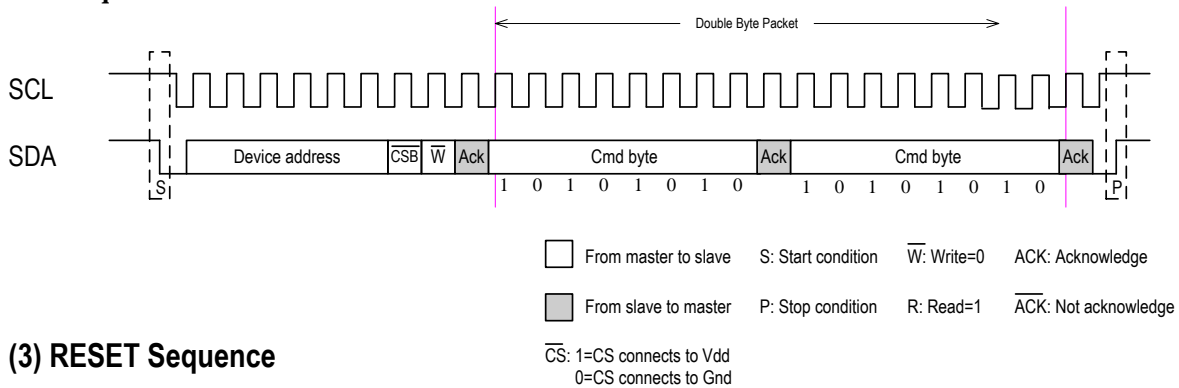 Double Byte Packet
SCL
SDA
S Device address CSB W Ack Cmd byte Ack Cmd byte Ack P
1 0 1 0 1 0 1 0 1 0 1 0 1 0 1 0
From master to slave S: Start condition W: Write=0 ACK: Acknowledge
From slave to master P: Stop condition R: Read=1 ACK: Not acknowledge
CS: 1=CS connects to Vdd
0=CS connects to Gnd
(3) RESET Sequence